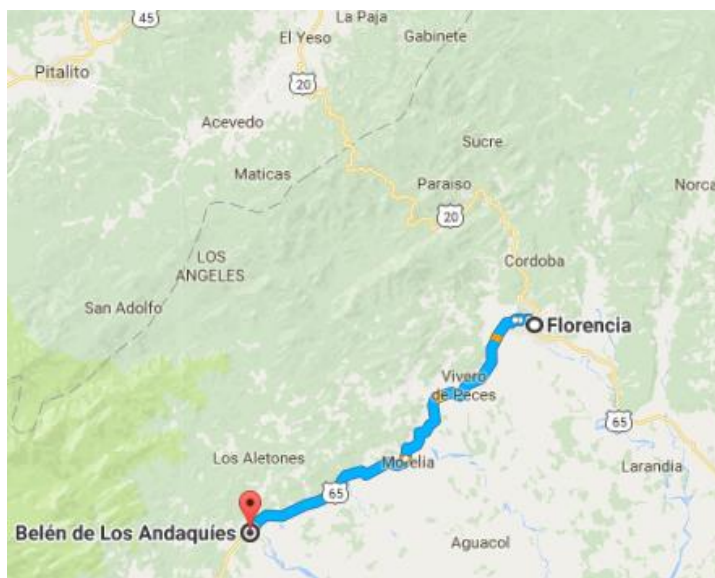 La Paja
45
El Yeso
Gabinete
Pitalito
20
Acevedo
Sucre
Maticas
Paraiso
Norca
20
LOS
ANGELES
Cordoba
San Adolfo
Florencia
Vivero
de Peces
65
Los Aletones
Morelia
Larandia
65
Belén de Los Andaquíes
Aguacol